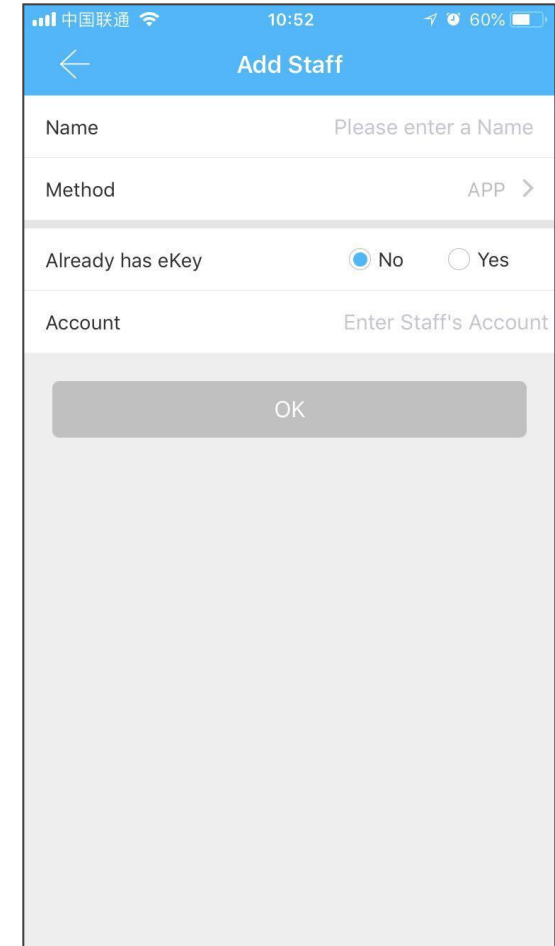 中国联通 10:52 60%
Add Staff
Name Please enter a Name
Method APP
Already has eKey No Yes
Account Enter Staff's Account
OK